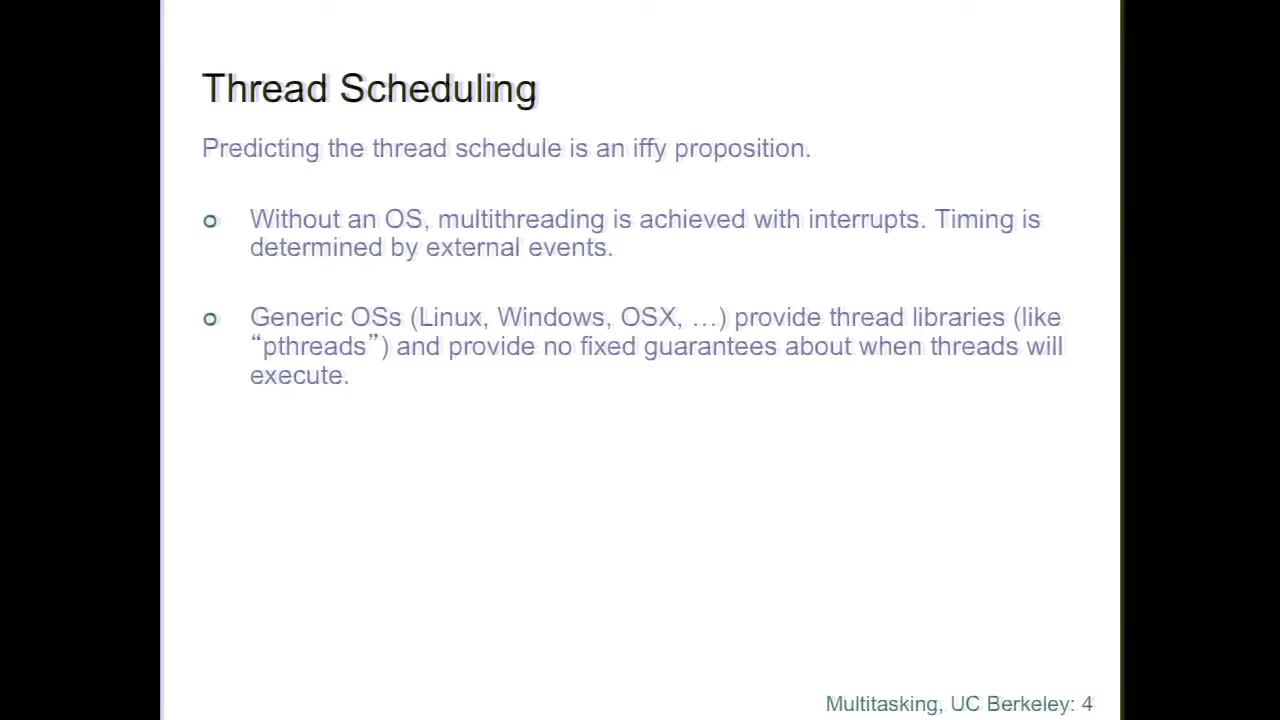 Thread Scheduling
Predicting the thread schedule is an iffy proposition.
Without an OS, multithreading is achieved with interrupts. Timing is
determined by external events.
Generic OSs (Linux, Windows, OSX, …) provide thread libraries (like
“pthreads”) and provide no fixed guarantees about when threads will
execute.
Multitasking, UC Berkeley: 4